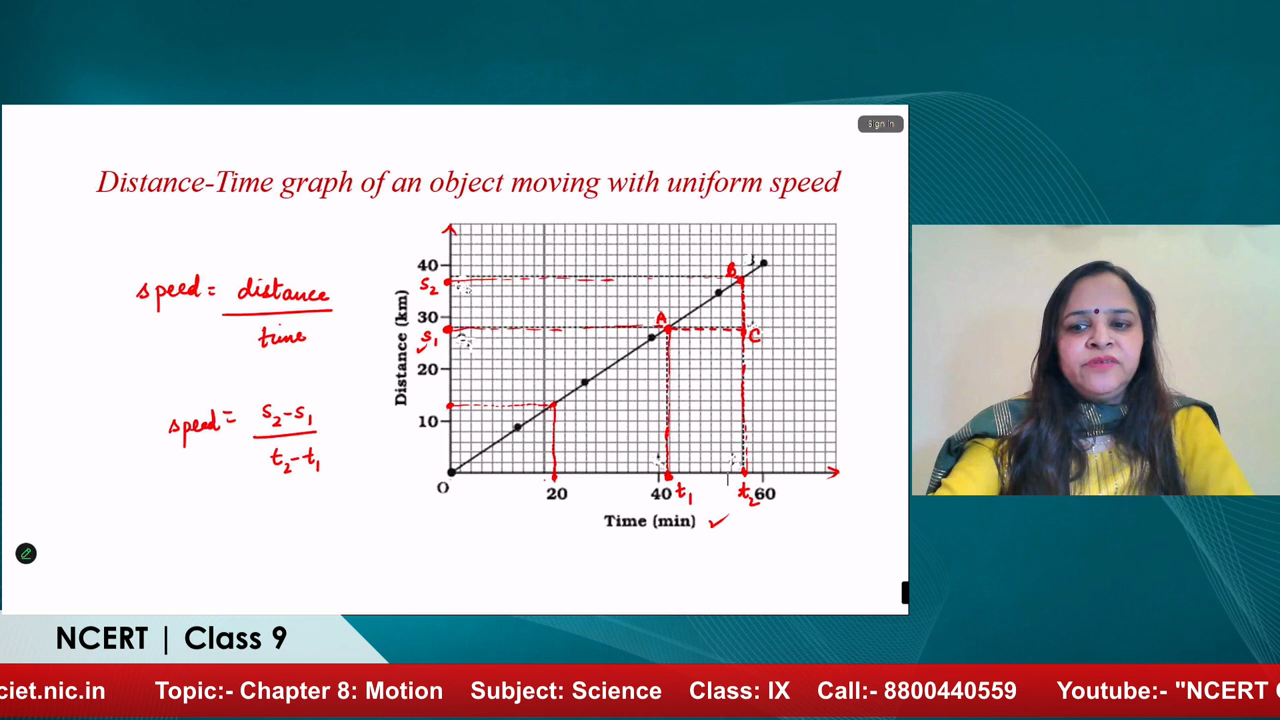 Sign in
Distance-Time graph of an object moving with uniform speed
speed = distance
time
speed = s₂-s₁
t₂-t₁
Distance (km)
40
S₂
30
S₁
20
10
O
20
40
t₁
t₂
60
A
B
C
Time (min)
NCERT | Class 9
ciet.nic.in Topic:- Chapter 8: Motion Subject: Science Class: IX Call:- 8800440559 Youtube:- "NCERT